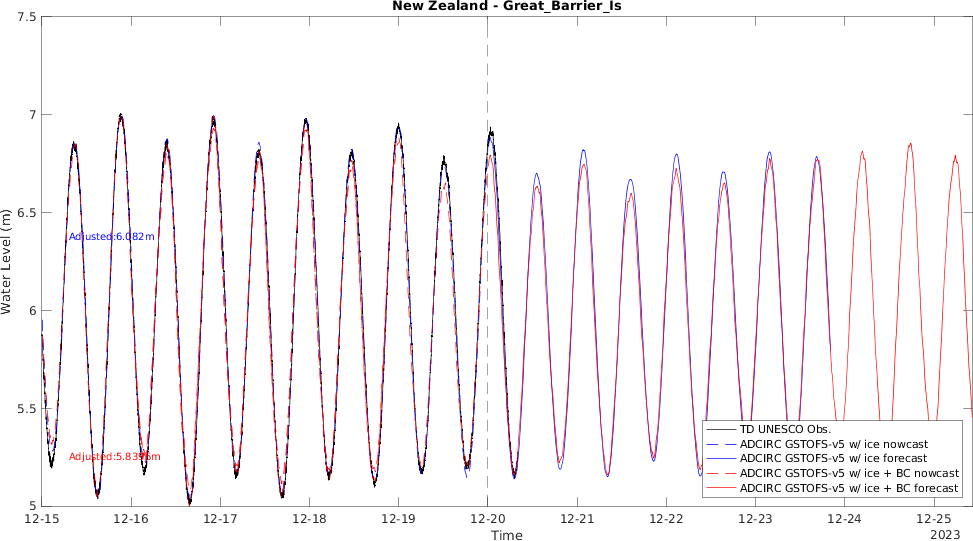 New Zealand - Great_Barrier_Is
7.5
7
6.5
6
5.5
5
Water Level (m)
Adjusted:6.082m
Adjusted:5.8396m
TD UNESCO Obs.
ADCIRC GSTOFS-v5 w/ ice nowcast
ADCIRC GSTOFS-v5 w/ ice forecast
ADCIRC GSTOFS-v5 w/ ice + BC nowcast
ADCIRC GSTOFS-v5 w/ ice + BC forecast
12-15 12-16 12-17 12-18 12-19 12-20 12-21 12-22 12-23 12-24 12-25
Time
2023